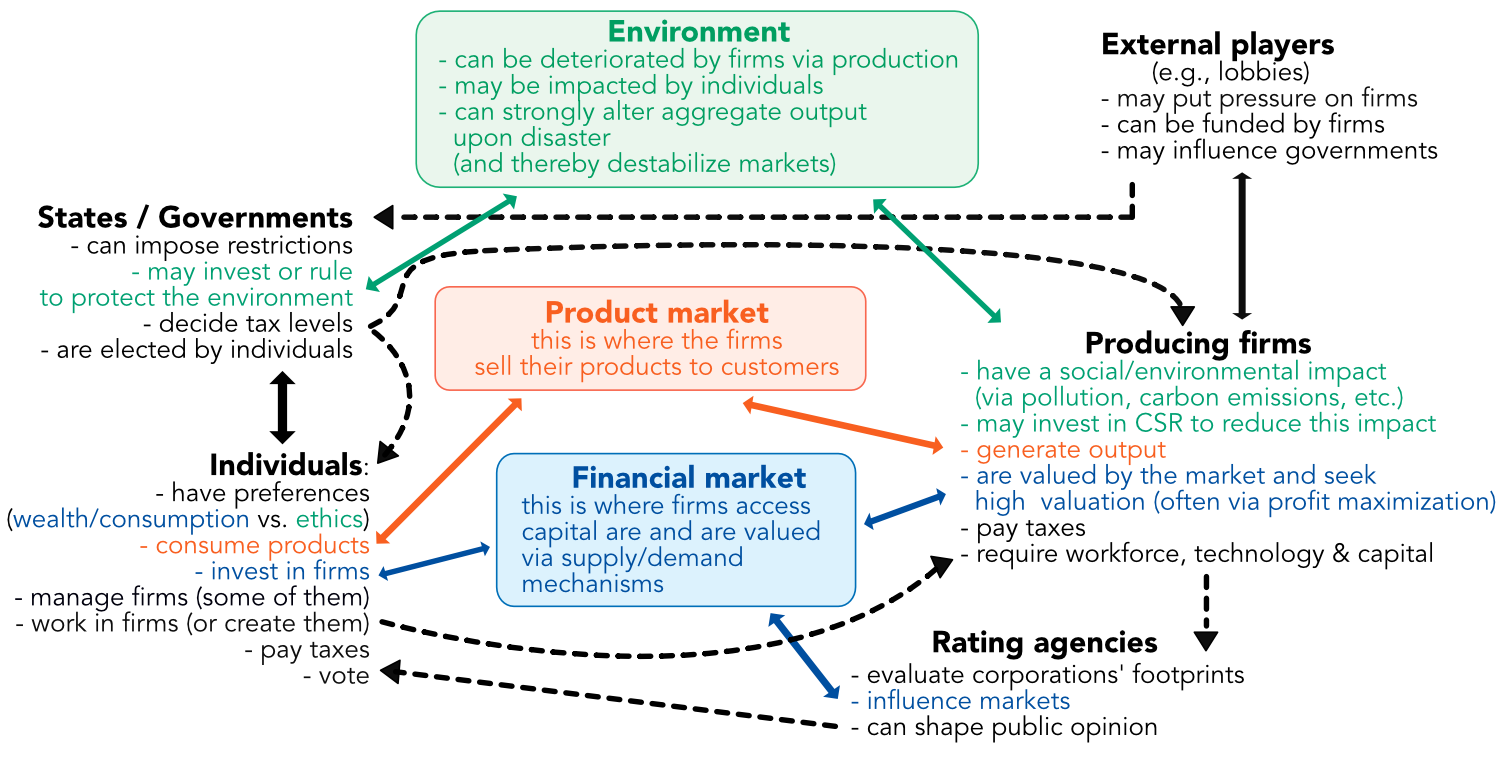 Environment
- can be deteriorated by firms via production
- may be impacted by individuals
- can strongly alter aggregate output
upon disaster
(and thereby destabilize markets)
External players
(e.g., lobbies)
- may put pressure on firms
- can be funded by firms
- may influence governments
States / Governments
- can impose restrictions
- may invest or rule
to protect the environment
- decide tax levels
- are elected by individuals
Product market
this is where the firms
sell their products to customers
Producing firms
- have a social/environmental impact
(via pollution, carbon emissions, etc.)
- may invest in CSR to reduce this impact
- generate output
- are valued by the market and seek
high valuation (often via profit maximization)
- pay taxes
- require workforce, technology & capital
Individuals:
- have preferences
(wealth/consumption vs. ethics)
- consume products
- invest in firms
- manage firms (some of them)
- work in firms (or create them)
- pay taxes
- vote
Financial market
this is where firms access
capital are and are valued
via supply/demand
mechanisms
Rating agencies
- evaluate corporations' footprints
- influence markets
- can shape public opinion